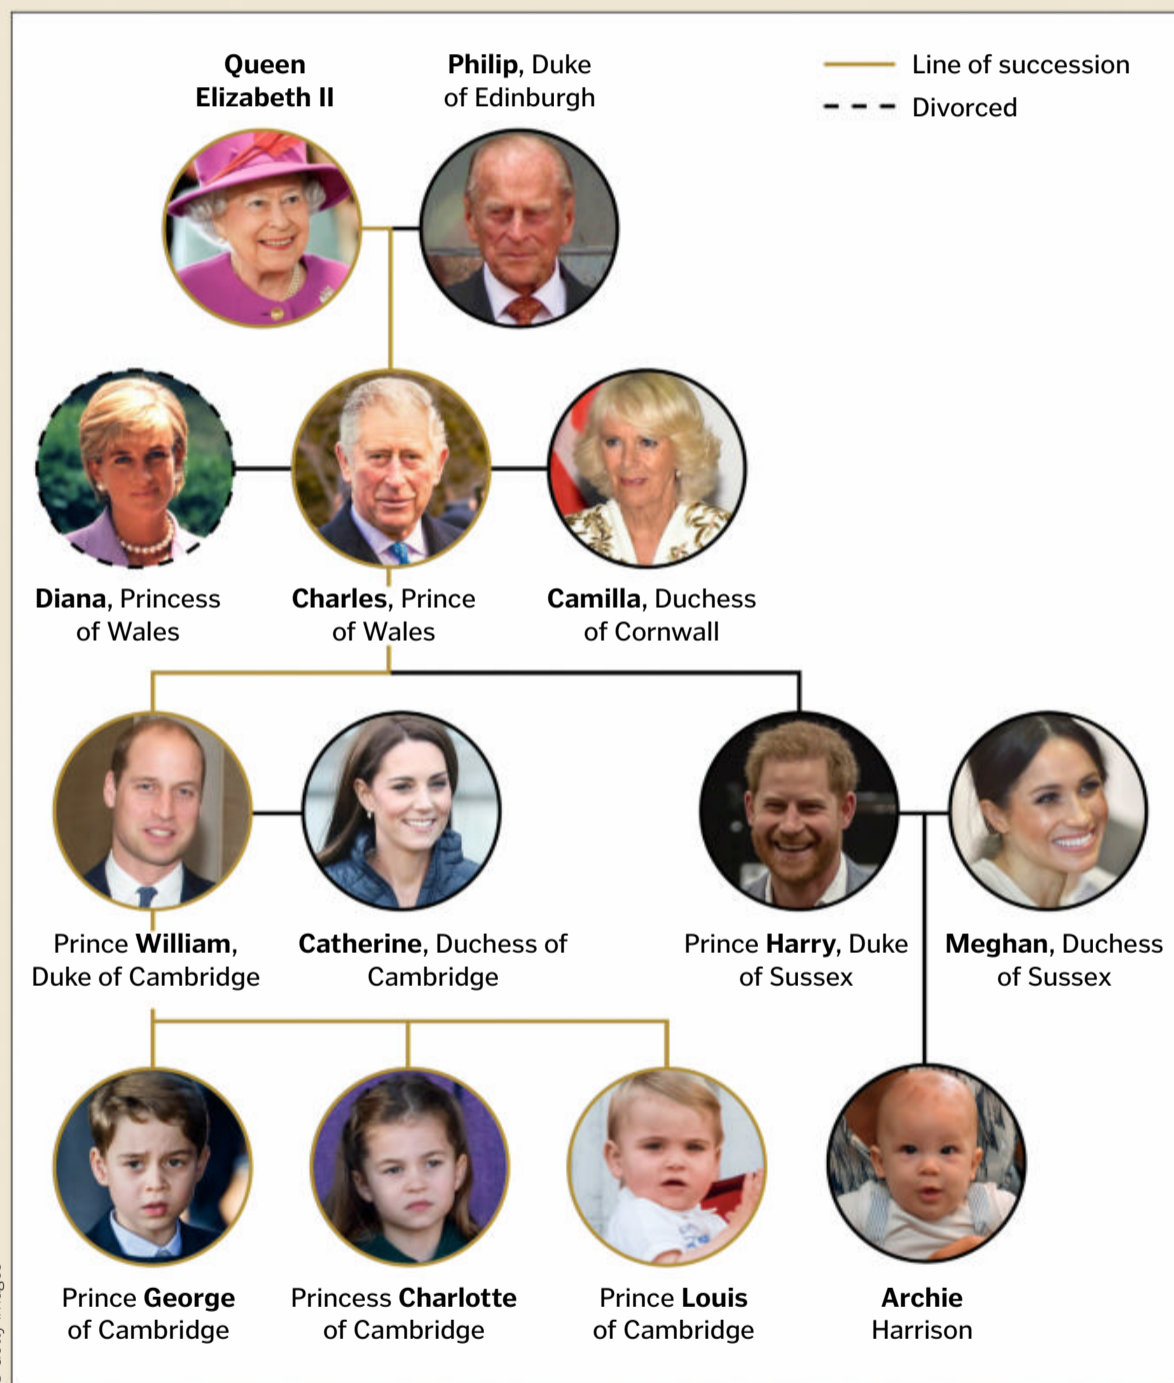 Queen
Elizabeth II
Philip, Duke
of Edinburgh
Line of succession
Divorced
Diana, Princess
of Wales
Charles, Prince
of Wales
Camilla, Duchess
of Cornwall
Prince William,
Duke of Cambridge
Catherine, Duchess of
Cambridge
Prince Harry, Duke
of Sussex
Meghan, Duchess
of Sussex
Prince George
of Cambridge
Princess Charlotte
of Cambridge
Prince Louis
of Cambridge
Archie
Harrison